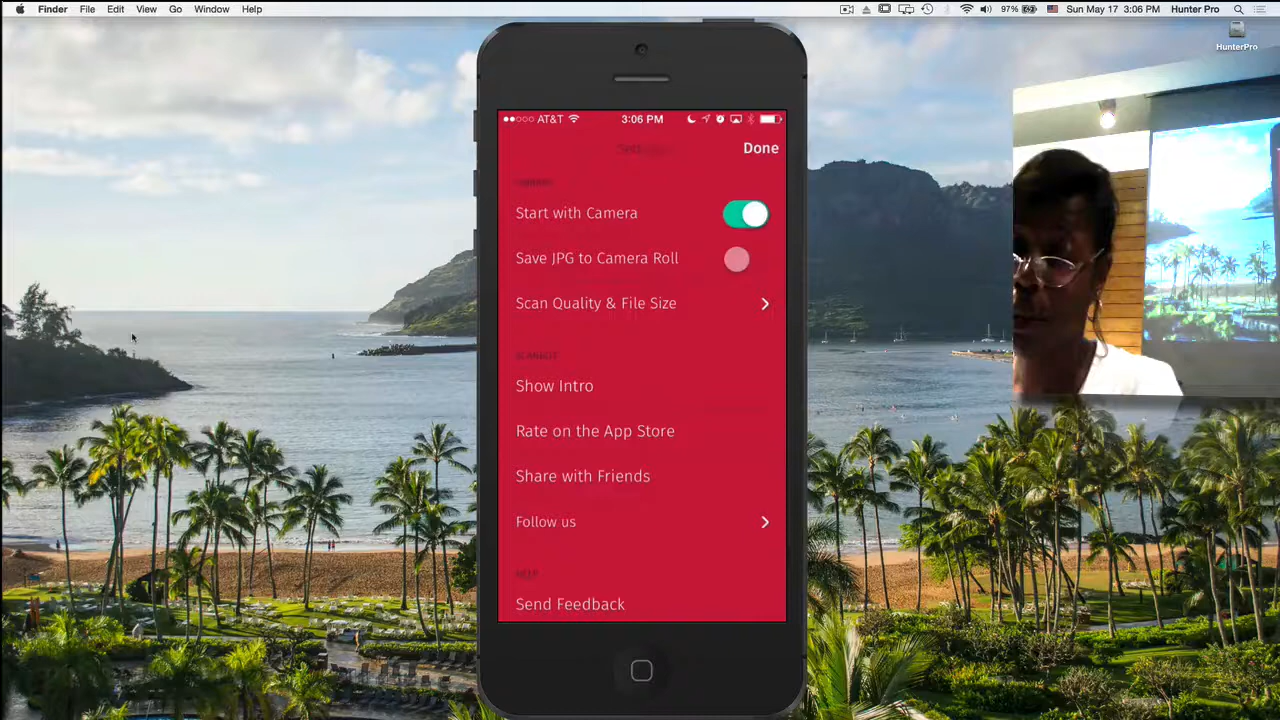 Finder File Edit View Go Window Help 97% Sun May 17 3:06 PM Hunter Pro
HunterPro
AT&T 3:06 PM
Done
Start with Camera
Save JPG to Camera Roll
Scan Quality & File Size
SCANBOT
Show Intro
Rate on the App Store
Share with Friends
Follow us
HELP
Send Feedback